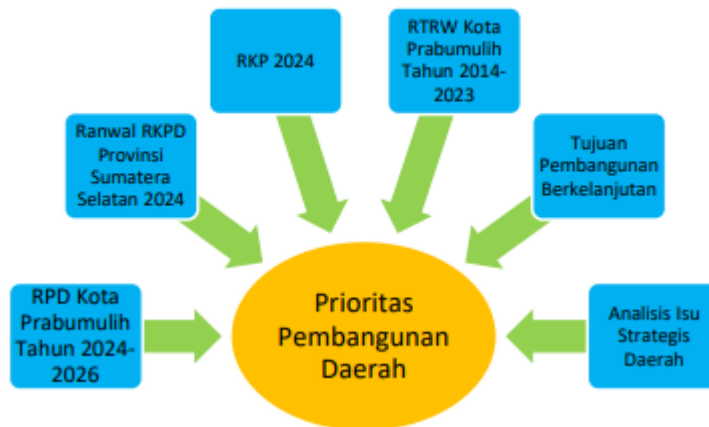 RPD Kota
Prabumulih
Tahun 2024-
2026
Ranwal RKPD
Provinsi
Sumatera
Selatan 2024
RKP 2024
RTRW Kota
Prabumulih
Tahun 2014-
2023
Tujuan
Pembangunan
Berkelanjutan
Analisis Isu
Strategis
Daerah
Prioritas
Pembangunan
Daerah